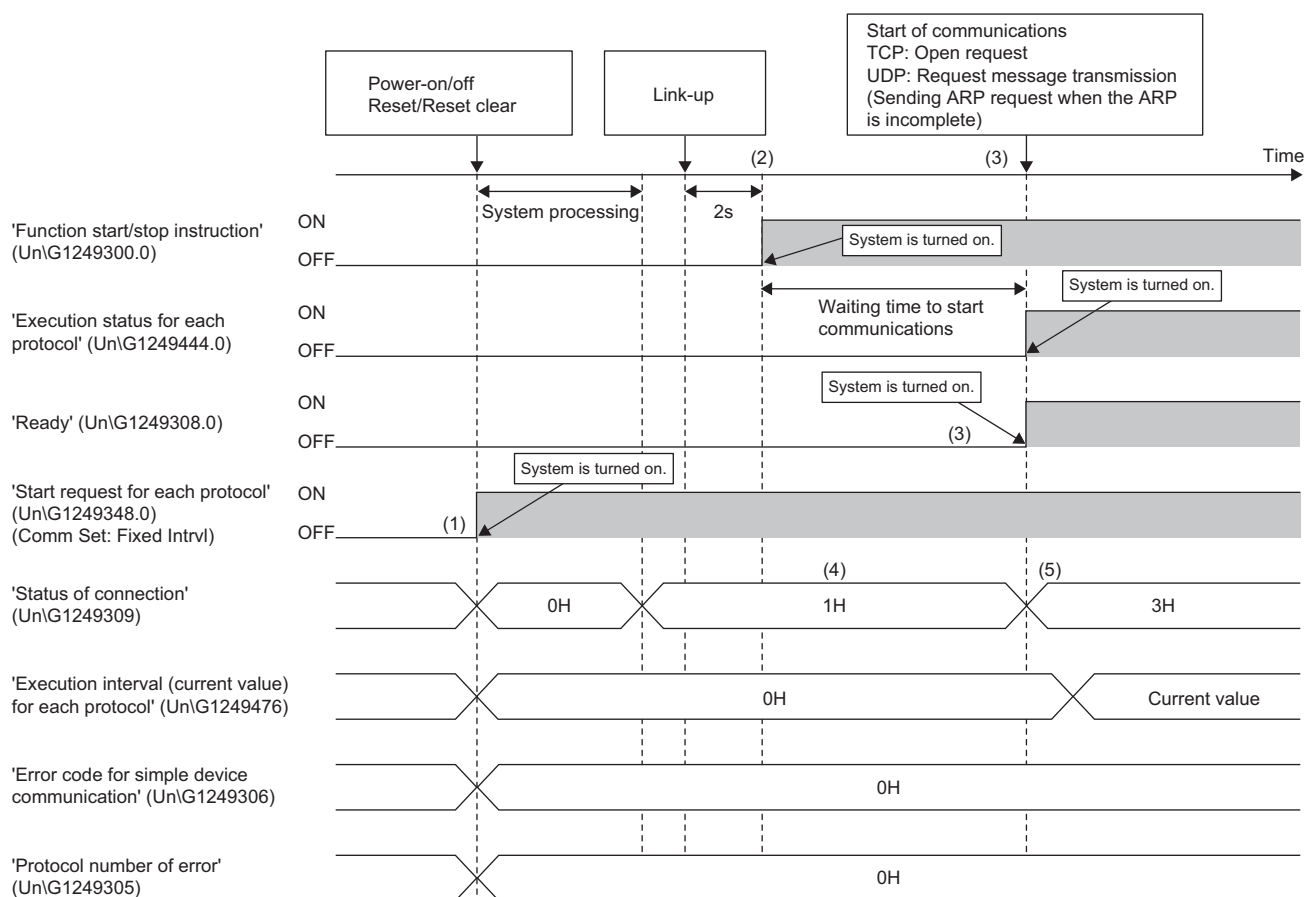 Start of communications
TCP: Open request
UDP: Request message transmission
(Sending ARP request when the ARP
is incomplete)
Power-on/off
Reset/Reset clear
Link-up
(2)
(3)
Time
System processing
2s
'Function start/stop instruction'
(Un\G1249300.0)
ON
OFF
System is turned on.
Waiting time to start
communications
System is turned on.
'Execution status for each
protocol' (Un\G1249444.0)
ON
OFF
System is turned on.
'Ready' (Un\G1249308.0)
ON
OFF
(3)
System is turned on.
'Start request for each protocol'
(Un\G1249348.0)
(Comm Set: Fixed Intrvl)
ON
OFF
(1)
'Status of connection'
(Un\G1249309)
0H
(4)
1H
(5)
3H
'Execution interval (current value)
for each protocol' (Un\G1249476)
0H
Current value
'Error code for simple device
communication' (Un\G1249306)
0H
'Protocol number of error'
(Un\G1249305)
0H